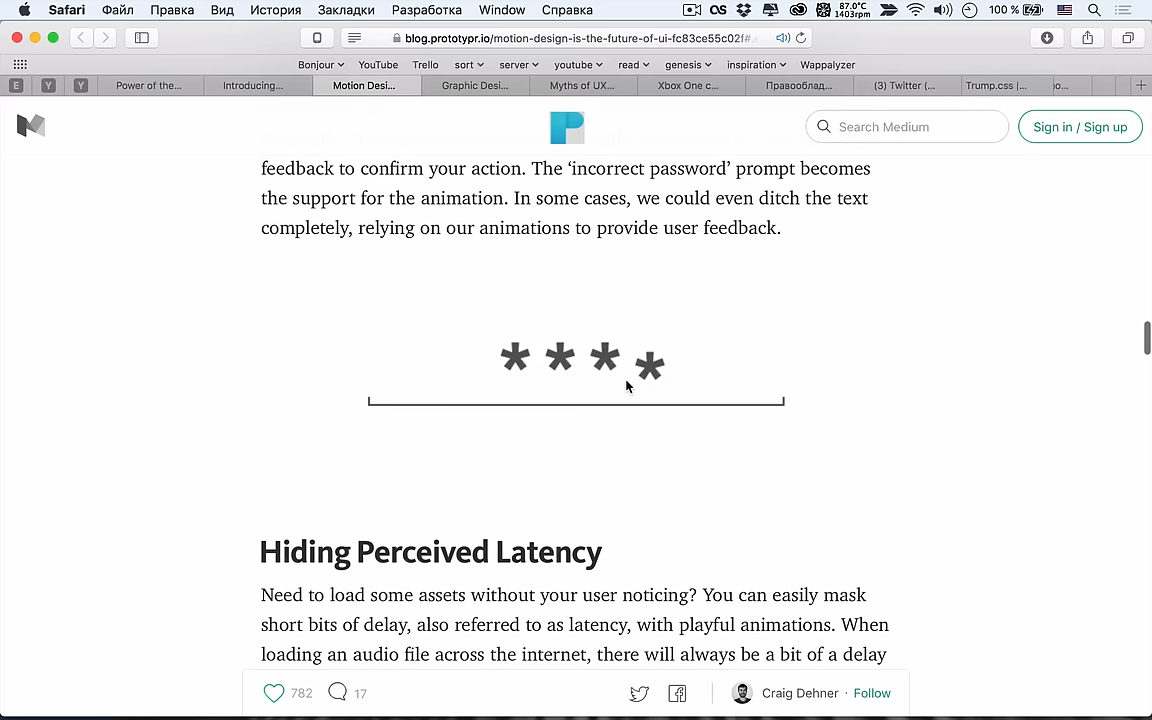 Safari Файл Правка Вид История Закладки Разработка Window Справка 87.0°C 1403rpm 100 %
blog.prototypr.io/motion-design-is-the-future-of-ui-fc83ce55c02f#.
Bonjour YouTube Trello sort server youtube read genesis inspiration Wappalyzer
E Y Y Power of the... Introducing... Motion Desi... Graphic Desi... Myths of UX... Xbox One c... Правооблад... (3) Twitter (... Trump.css |...
Search Medium Sign in / Sign up
feedback to confirm your action. The ‘incorrect password’ prompt becomes
the support for the animation. In some cases, we could even ditch the text
completely, relying on our animations to provide user feedback.
* * * *
Hiding Perceived Latency
Need to load some assets without your user noticing? You can easily mask
short bits of delay, also referred to as latency, with playful animations. When
loading an audio file across the internet, there will always be a bit of a delay
782 17 Craig Dehner · Follow